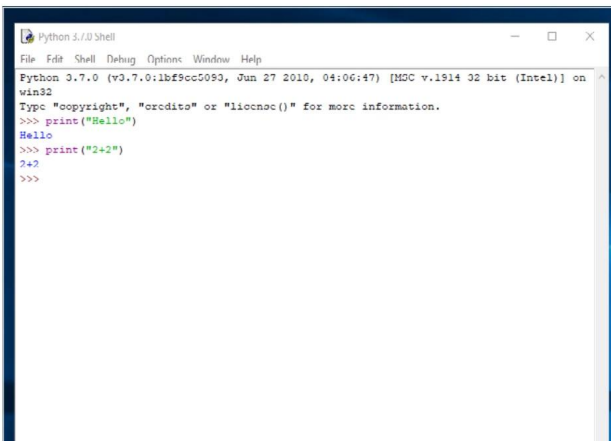 Python 3.7.0 Shell
File Edit Shell Debug Options Window Help
Python 3.7.0 (v3.7.0:1bf9cc5093, Jun 27 2018, 04:06:47) [MSC v.1914 32 bit (Intel)] on
win32
Type "copyright", "credits" or "license()" for more information.
>>> print("Hello")
Hello
>>> print("2+2")
2+2
>>>